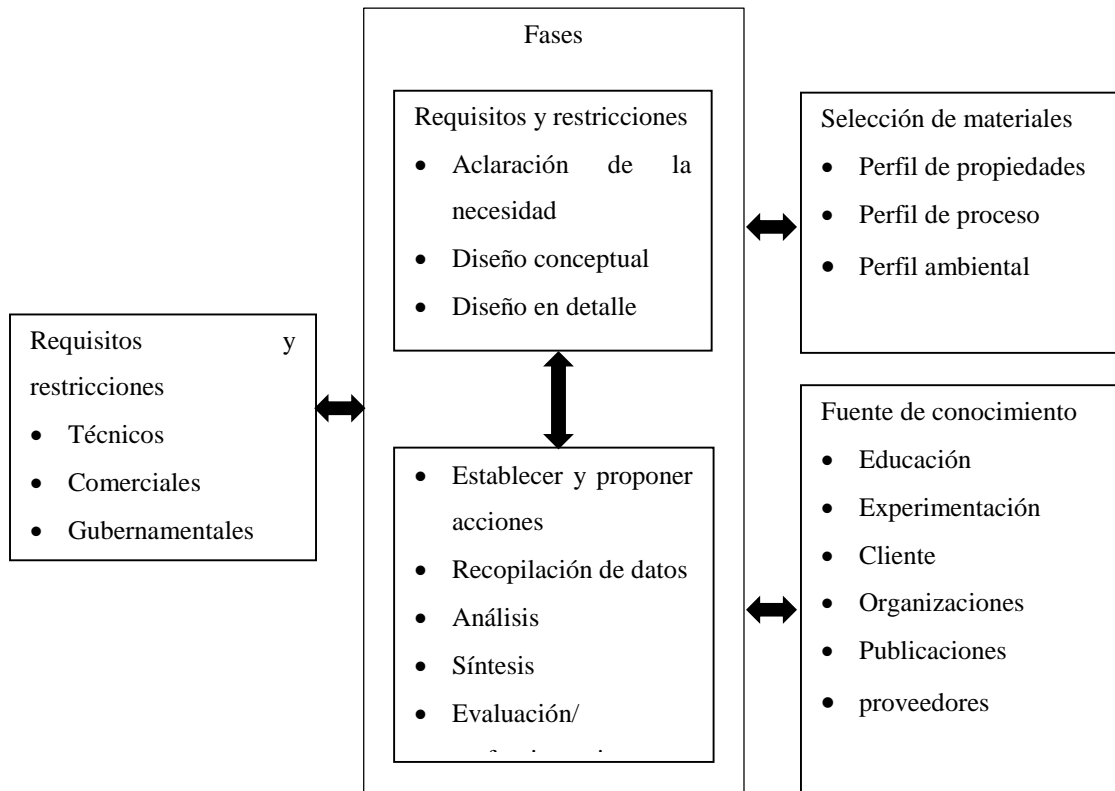 Fases
Requisitos y restricciones
• Aclaración de la
necesidad
• Diseño conceptual
• Diseño en detalle
Requisitos y
restricciones
• Técnicos
• Comerciales
• Gubernamentales
• Establecer y proponer
acciones
• Recopilación de datos
• Análisis
• Síntesis
• Evaluación/
Selección de materiales
• Perfil de propiedades
• Perfil de proceso
• Perfil ambiental
Fuente de conocimiento
• Educación
• Experimentación
• Cliente
• Organizaciones
• Publicaciones
• proveedores